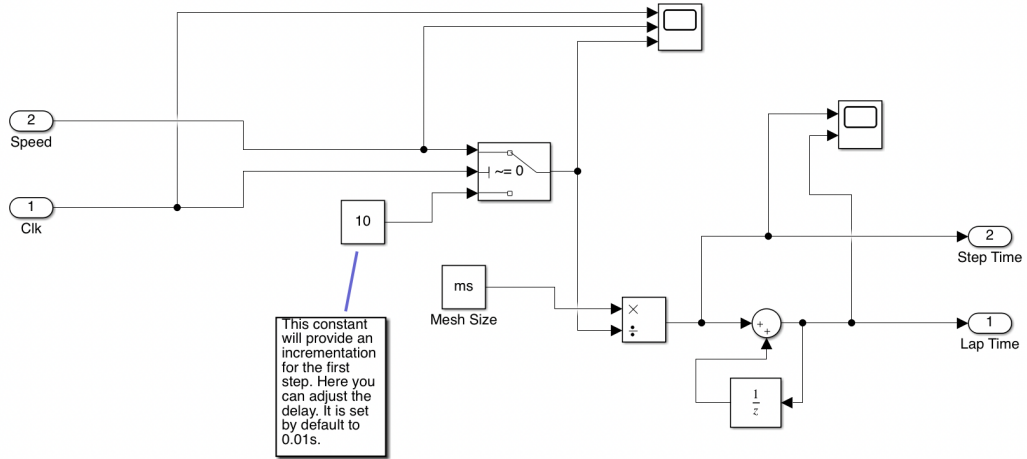 2
Speed
1
Clk
~= 0
10
ms
Mesh Size
This constant
will provide an
incrementation
for the first
step. Here you
can adjust the
delay. It is set
by default to
0.01s.
×
÷
+
+
1
z
2
Step Time
1
Lap Time